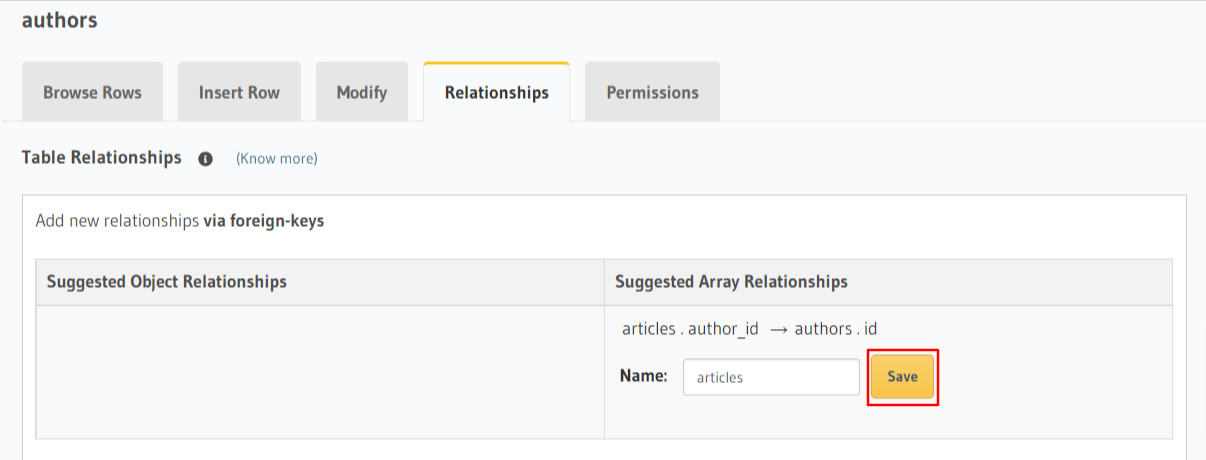 authors
Browse Rows Insert Row Modify Relationships Permissions
Table Relationships (Know more)
Add new relationships via foreign-keys
Suggested Object Relationships Suggested Array Relationships
articles . author_id → authors . id
Name: articles Save